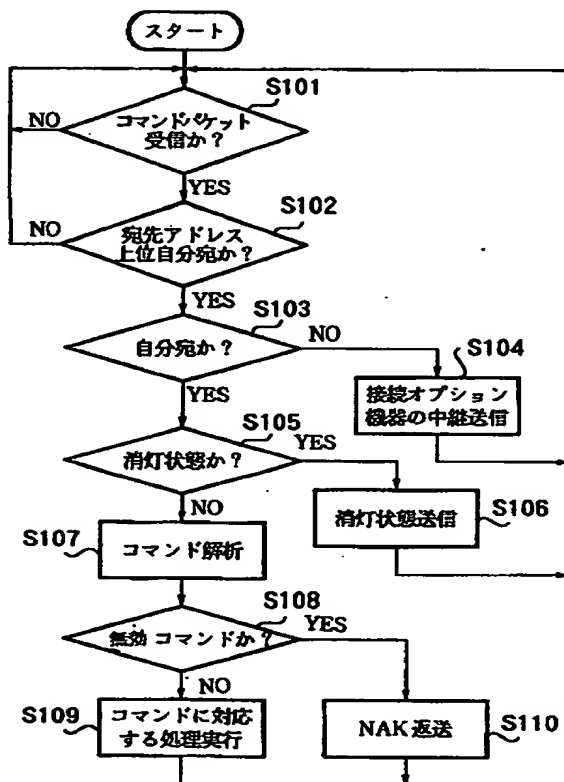 スタート
S101
コマンドパケット
受信か？
NO
YES
S102
宛先アドレス
上位自分宛か？
NO
YES
S103
自分宛か？
NO
S104
接続オプション
機器の中継送信
YES
S105
消灯状態か？
YES
消灯状態送信
S106
NO
S107
コマンド解析
S108
無効コマンドか？
YES
NO
S109
コマンドに対応
する処理実行
NAK返送
S110